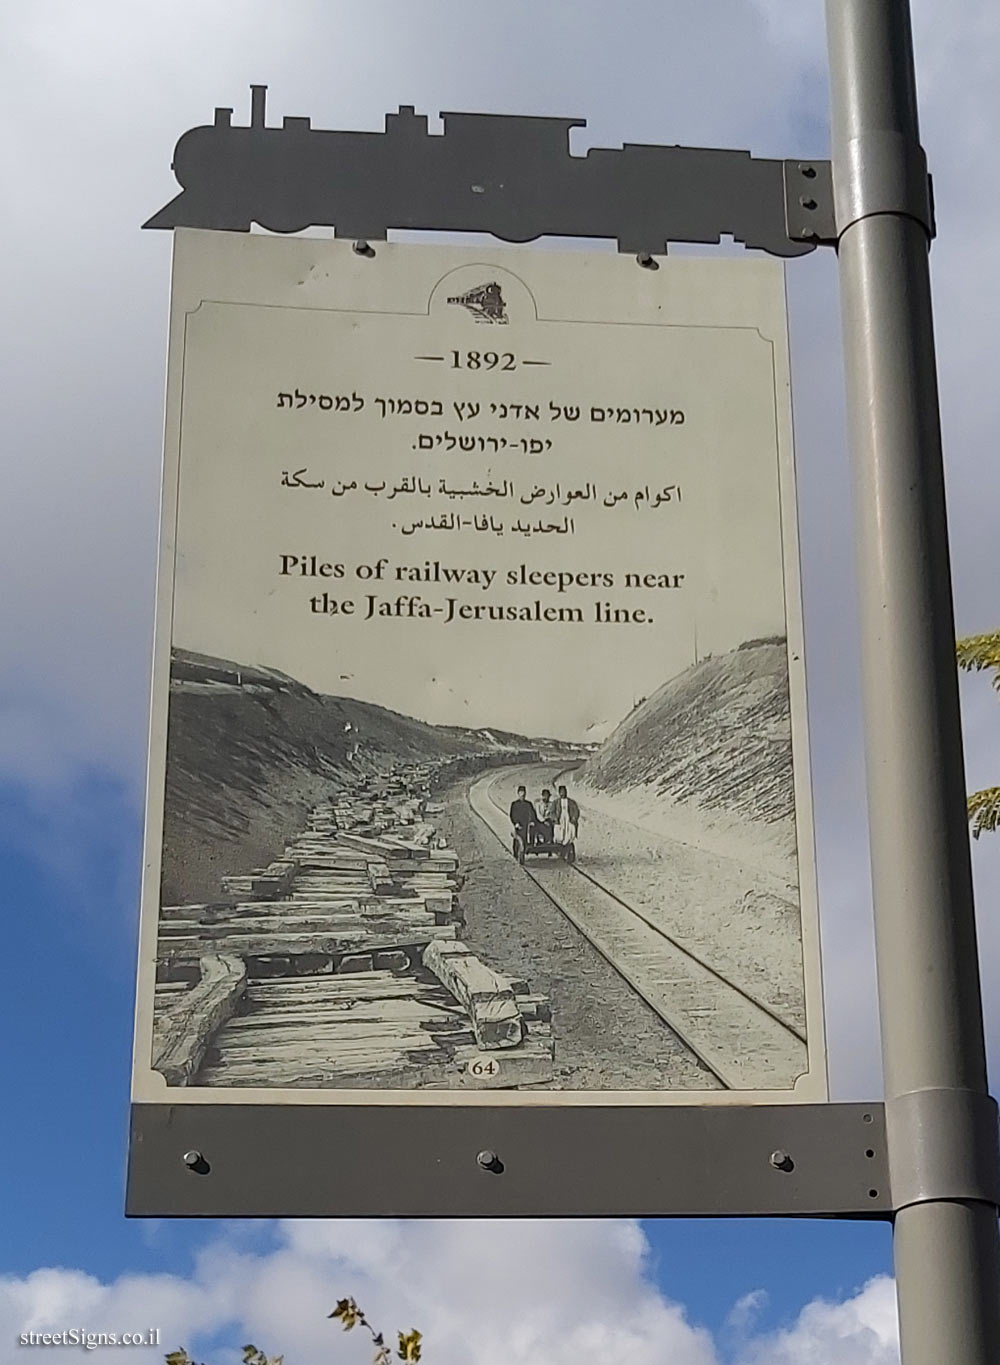 — 1892 —
מערומים של אדני עץ בסמוך למסילת
יפו-ירושלים.
اكوام من العوارض الخشبية بالقرب من سكة
الحديد يافا-القدس.
Piles of railway sleepers near
the Jaffa-Jerusalem line.
64
streetSigns.co.il